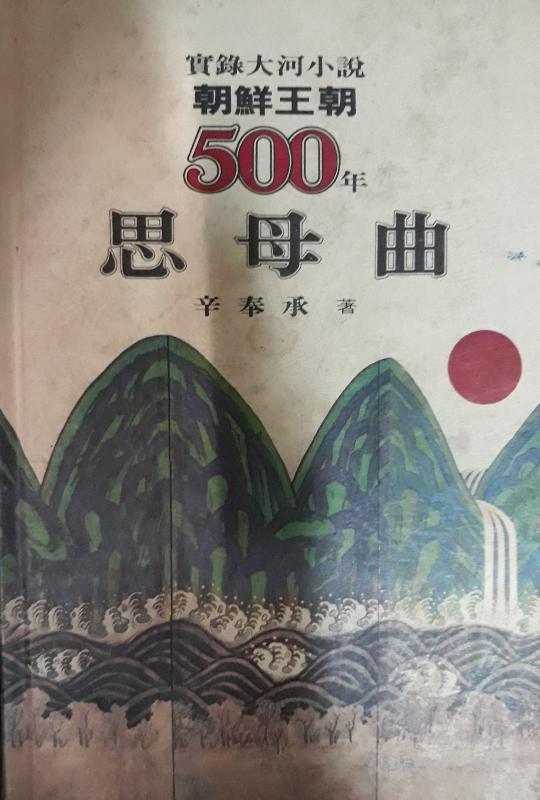 實錄大河小說
朝鮮王朝
500年
思母曲
辛奉承 著